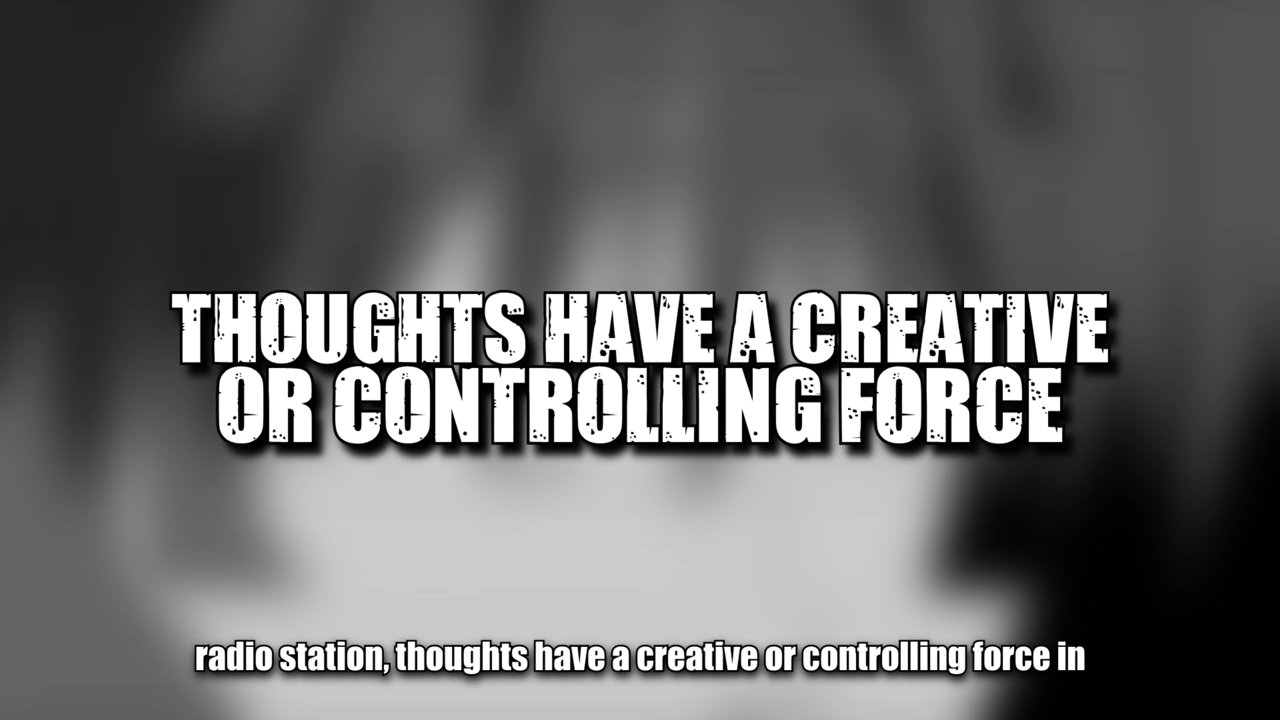 THOUGHTS HAVE A CREATIVE
OR CONTROLLING FORCE
radio station, thoughts have a creative or controlling force in